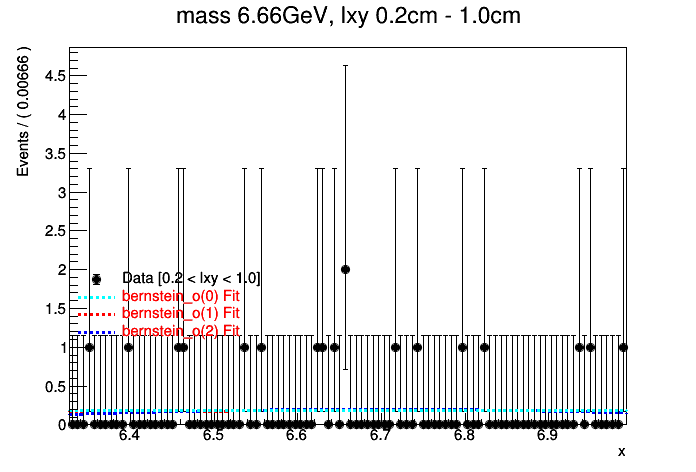 mass 6.66GeV, lxy 0.2cm - 1.0cm
Events / ( 0.00666 )
4.5
4
3.5
3
2.5
2
1.5
1
0.5
0
Data [0.2 < lxy < 1.0]
bernstein_o(0) Fit
bernstein_o(1) Fit
bernstein_o(2) Fit
6.4 6.5 6.6 6.7 6.8 6.9
x